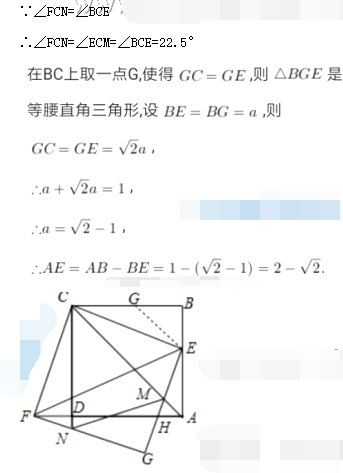 ∵∠FCN=∠BCE
∴∠FCN=∠ECM=∠BCE=22.5°
在BC上取一点G,使得 GC=GE,则 △BGE 是
等腰直角三角形,设 BE=BG=a ,则
GC=GE=√2a ,
∴a+√2a=1 ,
∴a=√2−1 ,
∴AE=AB−BE=1−(√2−1)=2−√2.
C G B
E
M
F D H A
N
G